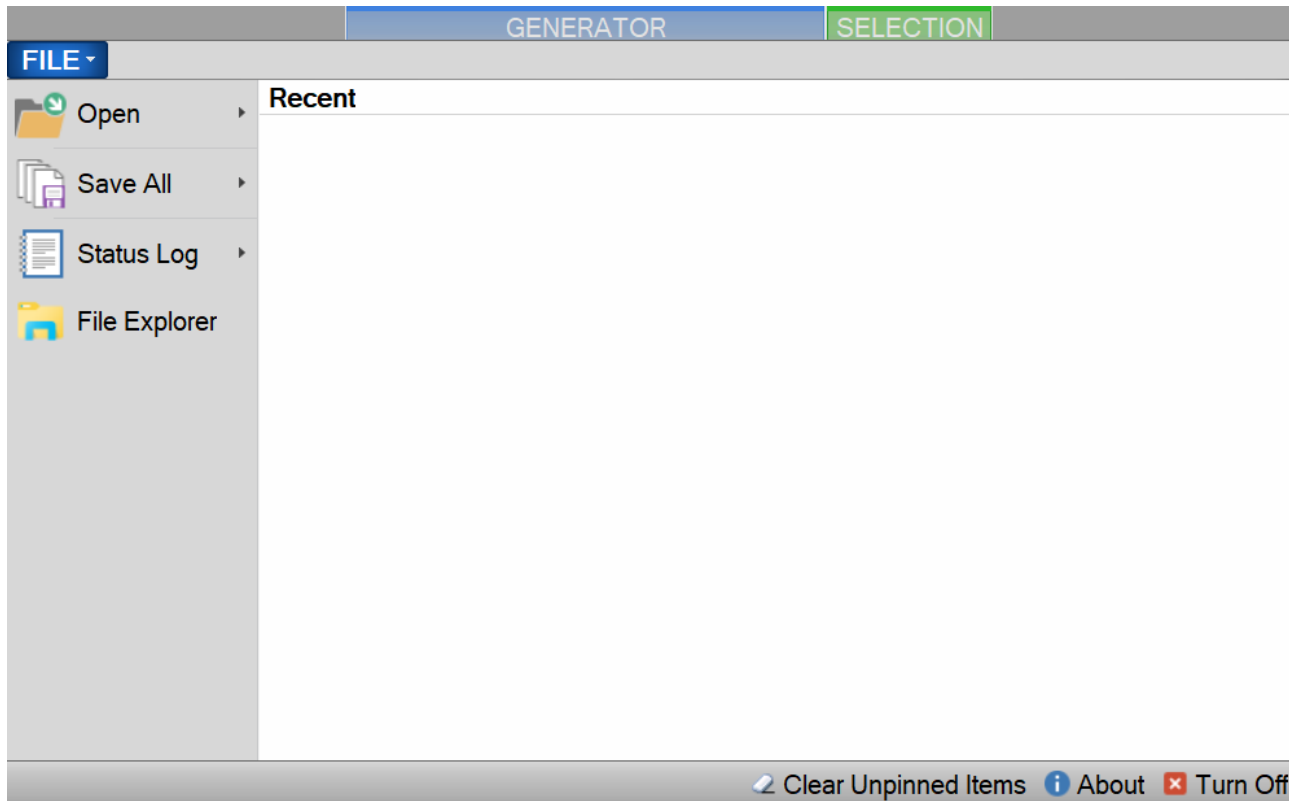 GENERATOR SELECTION
FILE
Open
Recent
Save All
Status Log
File Explorer
Clear Unpinned Items About Turn Off